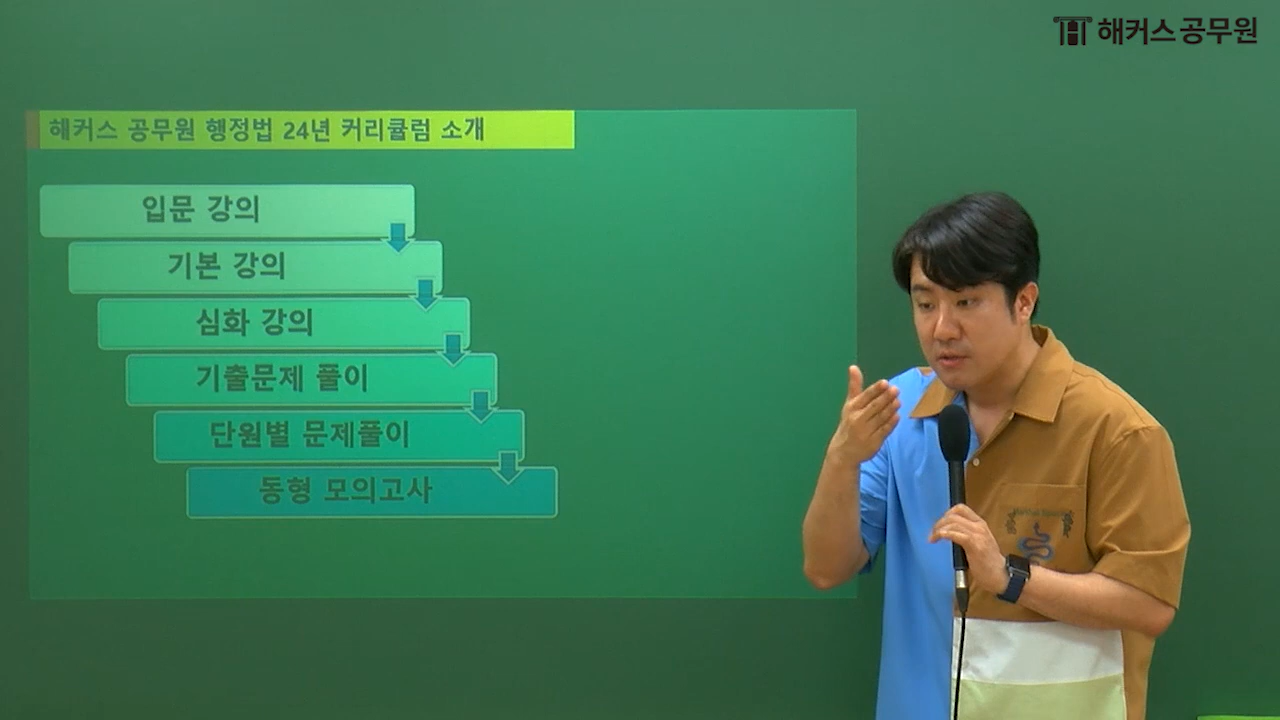 해커스 공무원
해커스 공무원 행정법 24년 커리큘럼 소개
입문 강의
기본 강의
심화 강의
기출문제 풀이
단원별 문제풀이
동형 모의고사